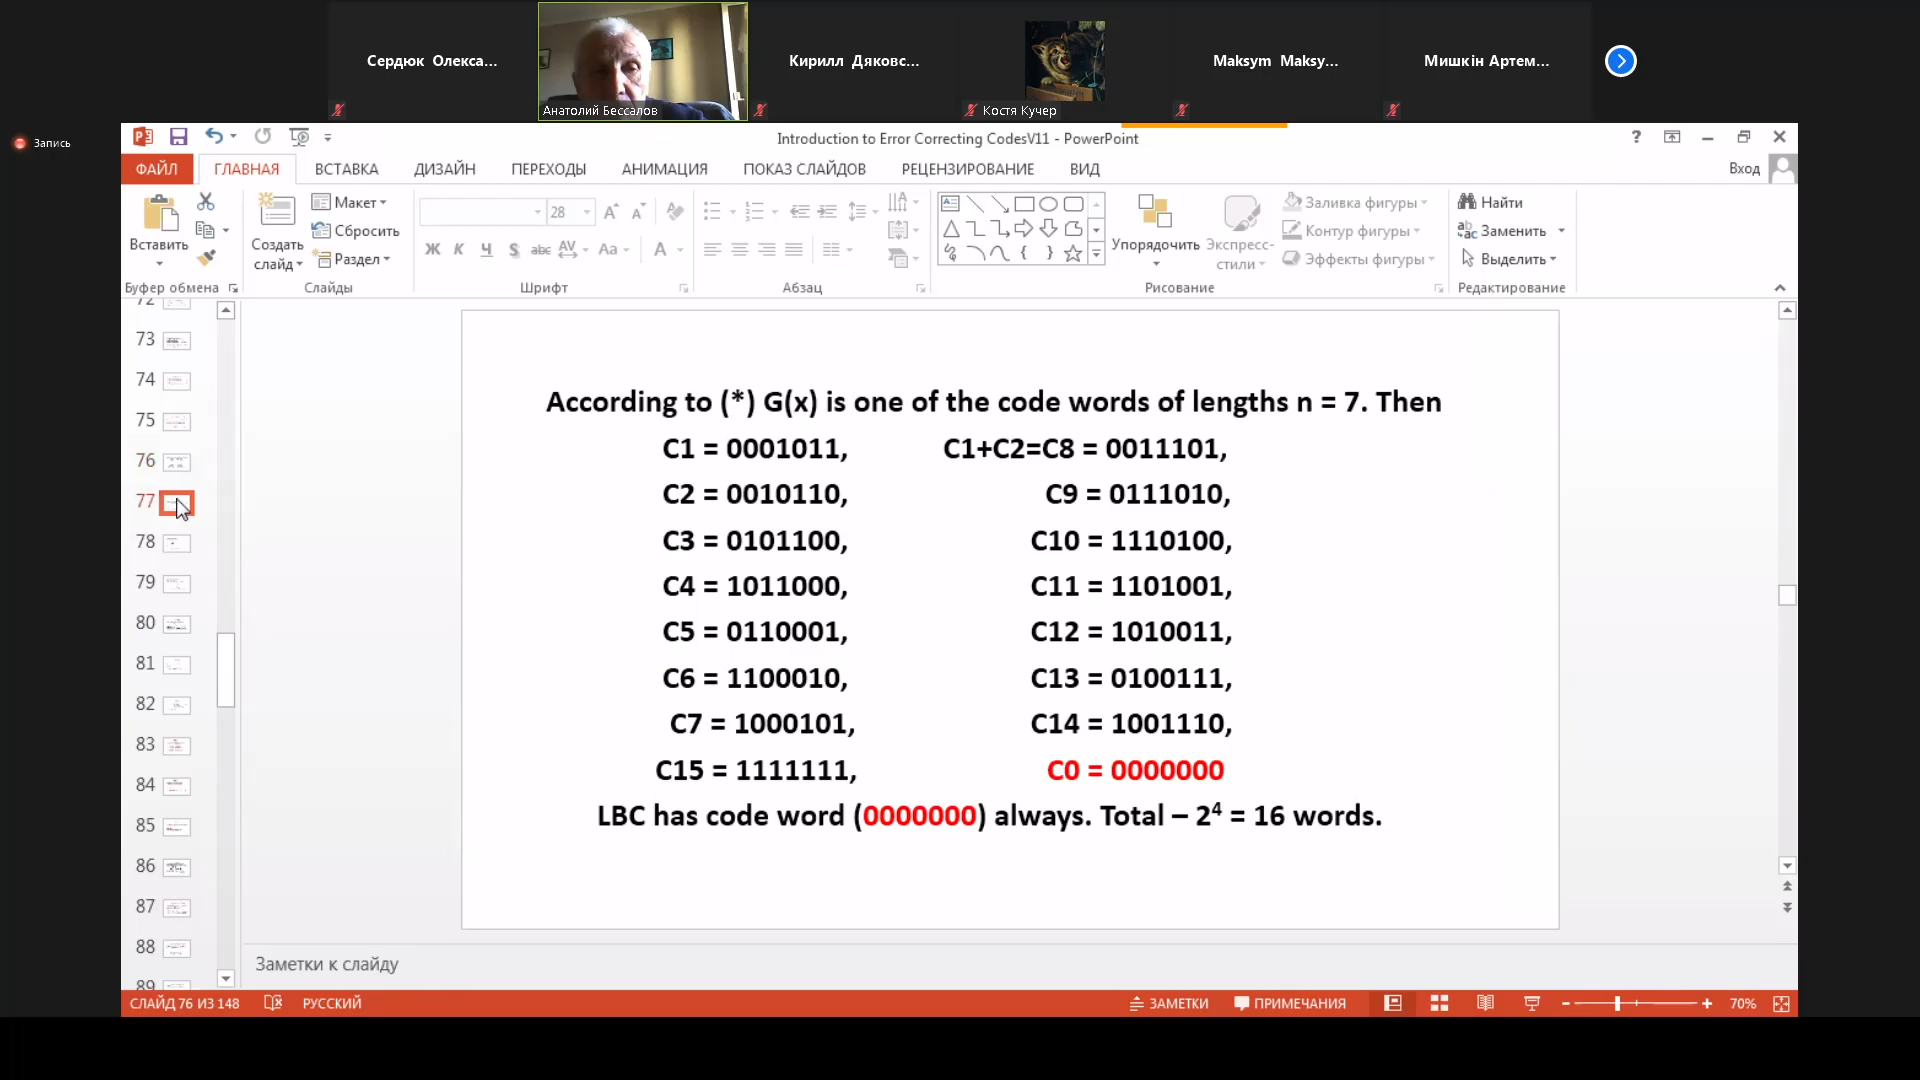 Сердюк Олекса...
Анатолий Бессалов
Кирилл Дяковс...
Костя Кучер
Maksym Maksy...
Мишкін Артем...
Запись
Introduction to Error Correcting CodesV11 - PowerPoint
ФАЙЛ ГЛАВНАЯ ВСТАВКА ДИЗАЙН ПЕРЕХОДЫ АНИМАЦИЯ ПОКАЗ СЛАЙДОВ РЕЦЕНЗИРОВАНИЕ ВИД Вход
Вставить
Буфер обмена
Создать слайд
Макет
Сбросить
Раздел
Слайды
28
Ж К Ч S abc AV Aa A
Шрифт
Абзац
Упорядочить
Экспресс-стили
Заливка фигуры
Контур фигуры
Эффекты фигуры
Рисование
Найти
Заменить
Выделить
Редактирование
72
73
74
75
76
77
78
79
80
81
82
83
84
85
86
87
88
89
According to (*) G(x) is one of the code words of lengths n = 7. Then
C1 = 0001011, C1+C2=C8 = 0011101,
C2 = 0010110, C9 = 0111010,
C3 = 0101100, C10 = 1110100,
C4 = 1011000, C11 = 1101001,
C5 = 0110001, C12 = 1010011,
C6 = 1100010, C13 = 0100111,
C7 = 1000101, C14 = 1001110,
C15 = 1111111, C0 = 0000000
LBC has code word (0000000) always. Total – 2⁴ = 16 words.
Заметки к слайду
СЛАЙД 76 ИЗ 148 РУССКИЙ ЗАМЕТКИ ПРИМЕЧАНИЯ 70%